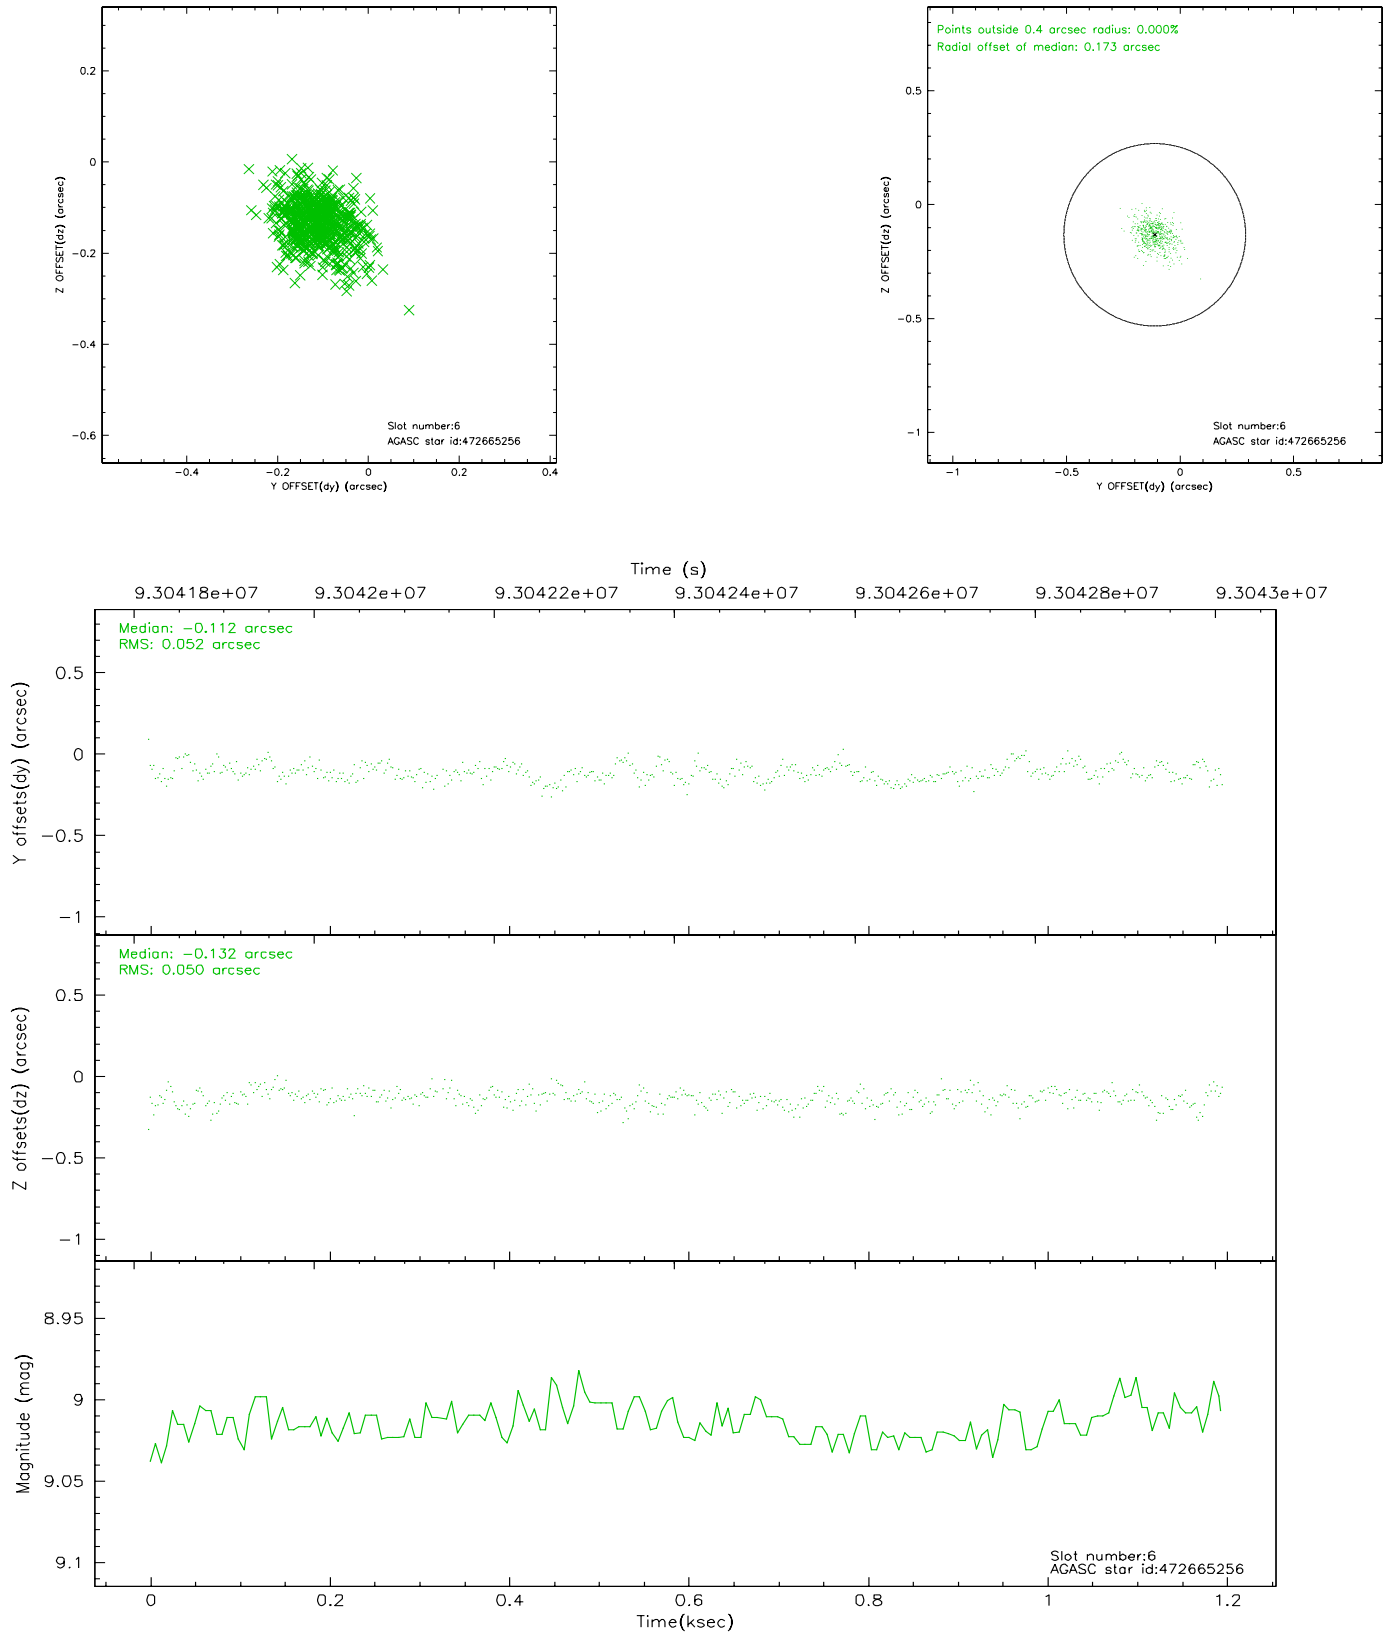 0.2
0
−0.2
−0.4
−0.6
Z OFFSET(dz) (arcsec)
Slot number:6
AGASC star id:472665256
−0.4 −0.2 0 0.2 0.4
Y OFFSET(dy) (arcsec)
Points outside 0.4 arcsec radius: 0.000%
Radial offset of median: 0.173 arcsec
0.5
0
−0.5
−1
Z OFFSET(dz) (arcsec)
Slot number:6
AGASC star id:472665256
−1 −0.5 0 0.5
Y OFFSET(dy) (arcsec)
Time (s)
9.30418e+07 9.3042e+07 9.30422e+07 9.30424e+07 9.30426e+07 9.30428e+07 9.3043e+07
Median: −0.112 arcsec
RMS: 0.052 arcsec
0.5
0
−0.5
−1
Y offsets(dy) (arcsec)
Median: −0.132 arcsec
RMS: 0.050 arcsec
0.5
0
−0.5
−1
Z offsets(dz) (arcsec)
8.95
9
9.05
9.1
Magnitude (mag)
Slot number:6
AGASC star id:472665256
0 0.2 0.4 0.6 0.8 1 1.2
Time(ksec)